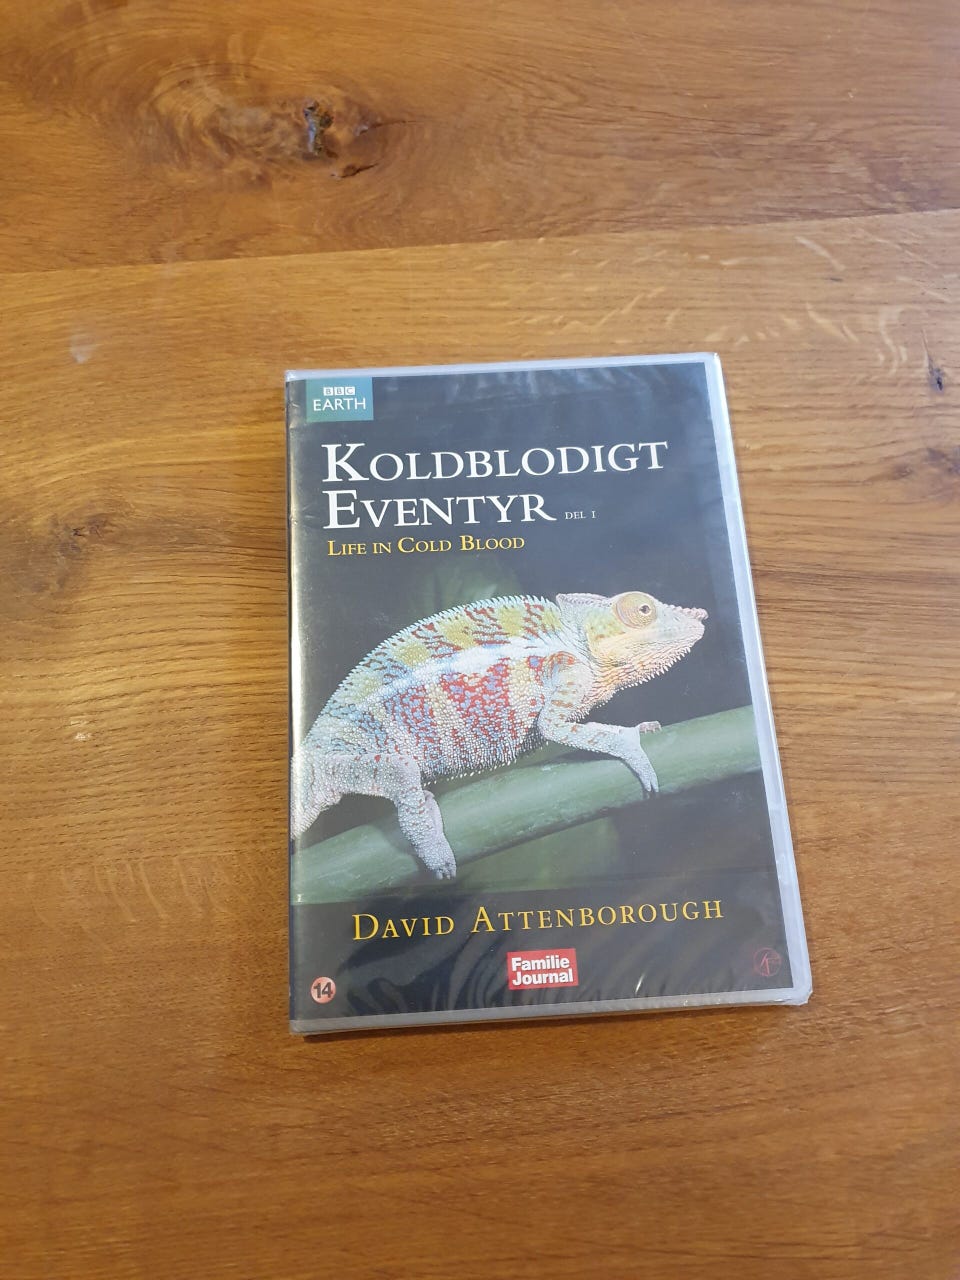 BBC
EARTH
KOLDBLODIGT
EVENTYR DEL 1
LIFE IN COLD BLOOD
DAVID ATTENBOROUGH
Familie
Journal
14